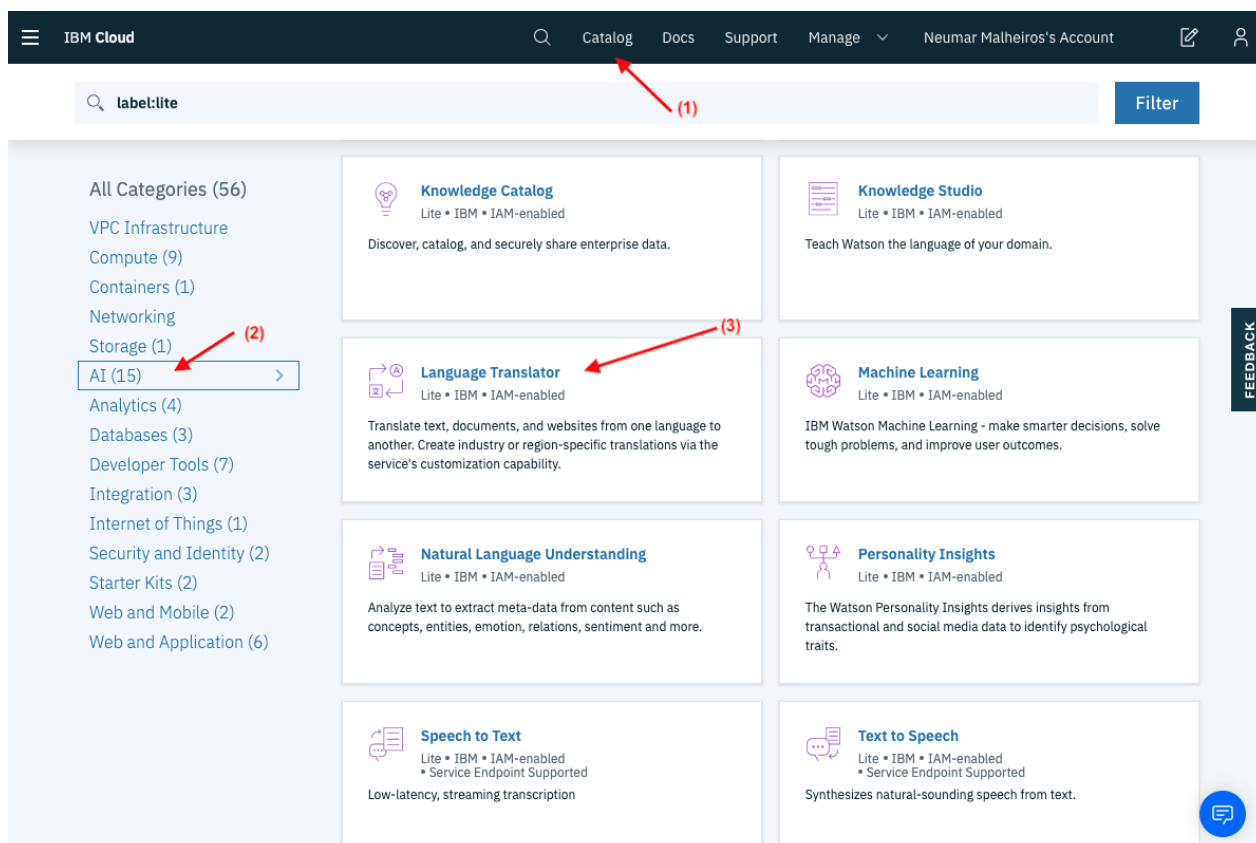 IBM Cloud
Catalog
Docs
Support
Manage
Neumar Malheiros's Account
(1)
label:lite
Filter
All Categories (56)
VPC Infrastructure
Compute (9)
Containers (1)
Networking
Storage (1)
(2)
AI (15)
Analytics (4)
Databases (3)
Developer Tools (7)
Integration (3)
Internet of Things (1)
Security and Identity (2)
Starter Kits (2)
Web and Mobile (2)
Web and Application (6)
Knowledge Catalog
Lite • IBM • IAM-enabled
Discover, catalog, and securely share enterprise data.
Knowledge Studio
Lite • IBM • IAM-enabled
Teach Watson the language of your domain.
(3)
Language Translator
Lite • IBM • IAM-enabled
Translate text, documents, and websites from one language to
another. Create industry or region-specific translations via the
service's customization capability.
Machine Learning
Lite • IBM • IAM-enabled
IBM Watson Machine Learning - make smarter decisions, solve
tough problems, and improve user outcomes.
Natural Language Understanding
Lite • IBM • IAM-enabled
Analyze text to extract meta-data from content such as
concepts, entities, emotion, relations, sentiment and more.
Personality Insights
Lite • IBM • IAM-enabled
The Watson Personality Insights derives insights from
transactional and social media data to identify psychological
traits.
Speech to Text
Lite • IBM • IAM-enabled
• Service Endpoint Supported
Low-latency, streaming transcription
Text to Speech
Lite • IBM • IAM-enabled
• Service Endpoint Supported
Synthesizes natural-sounding speech from text.
FEEDBACK